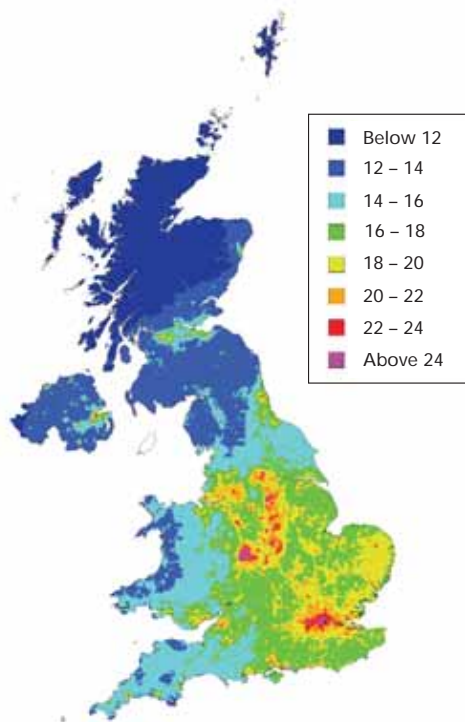 Below 12
12 – 14
14 – 16
16 – 18
18 – 20
20 – 22
22 – 24
Above 24